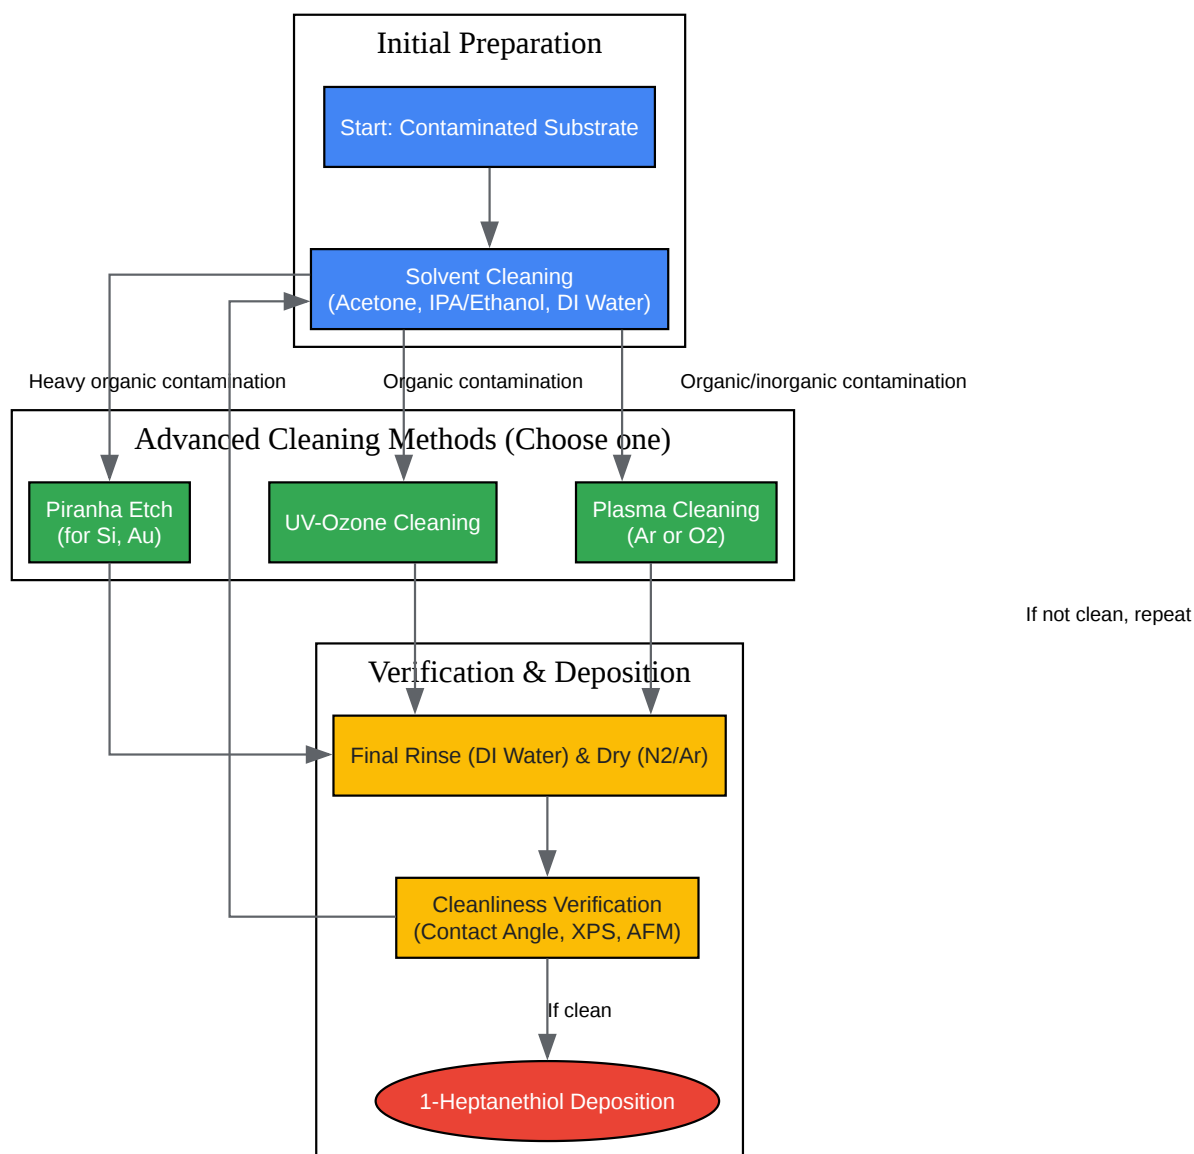 Initial Preparation
Start: Contaminated Substrate
Solvent Cleaning
(Acetone, IPA/Ethanol, DI Water)
Heavy organic contamination
Organic contamination
Organic/inorganic contamination
Advanced Cleaning Methods (Choose one)
Piranha Etch
(for Si, Au)
UV-Ozone Cleaning
Plasma Cleaning
(Ar or O2)
If not clean, repeat
Verification & Deposition
Final Rinse (DI Water) & Dry (N2/Ar)
Cleanliness Verification
(Contact Angle, XPS, AFM)
If clean
1-Heptanethiol Deposition